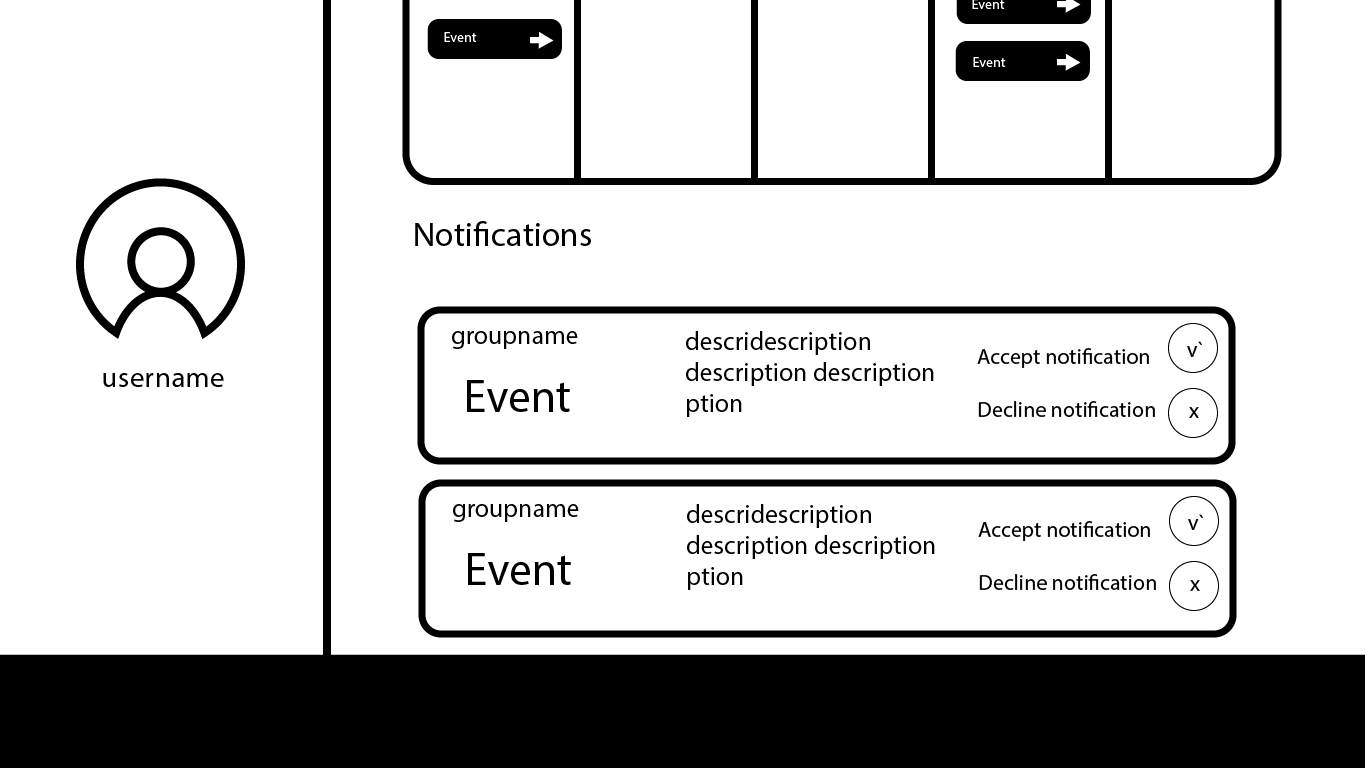 Event
Event
Event
username
Notifications
groupname
Event
descridescription
description description
ption
Accept notification
v`
Decline notification
x
groupname
Event
descridescription
description description
ption
Accept notification
v`
Decline notification
x